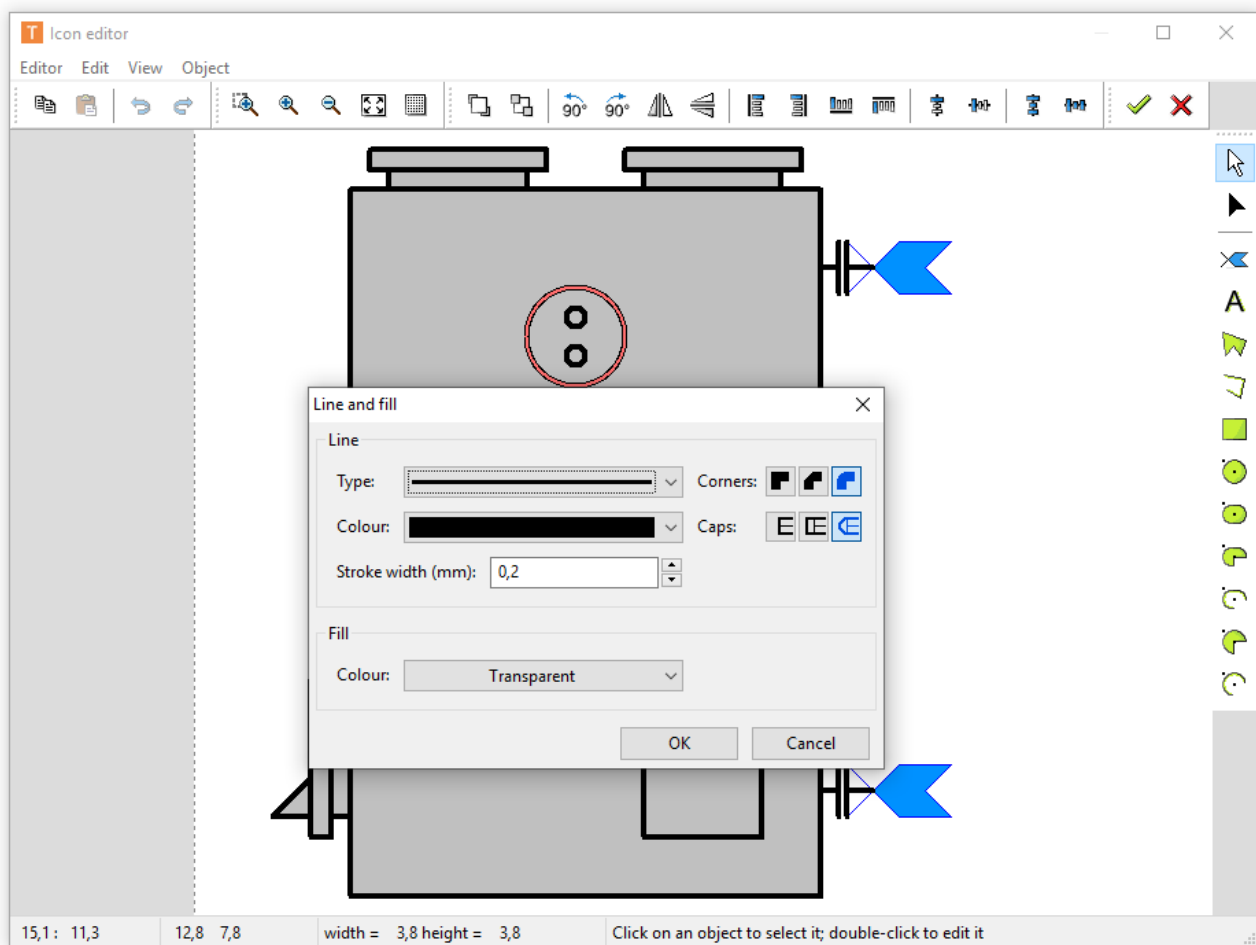 T Icon editor
Editor Edit View Object
90° 90°
A
Line and fill
Line
Type:
Corners:
Colour:
Caps:
Stroke width (mm): 0,2
Fill
Colour: Transparent
OK Cancel
15,1 : 11,3 12,8 7,8 width = 3,8 height = 3,8 Click on an object to select it; double-click to edit it